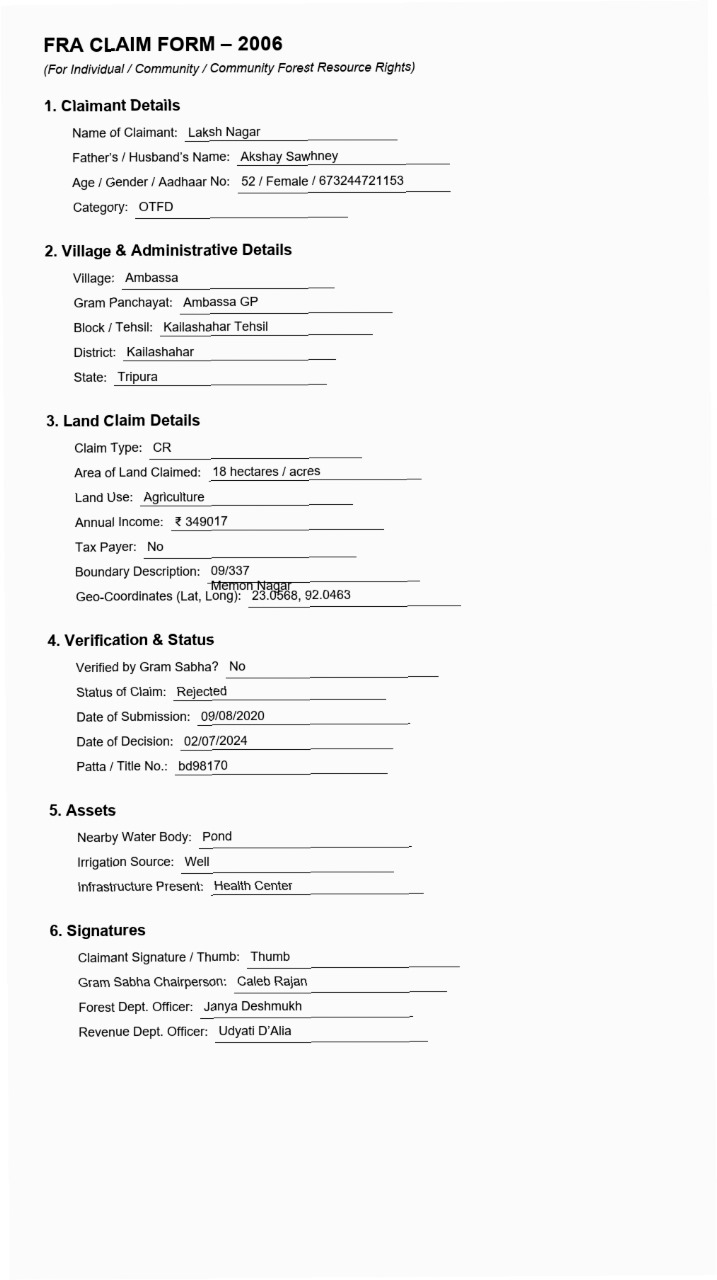 FRA CLAIM FORM – 2006
(For Individual / Community / Community Forest Resource Rights)
1. Claimant Details
Name of Claimant: Laksh Nagar
Father's / Husband's Name: Akshay Sawhney
Age / Gender / Aadhaar No: 52 / Female / 673244721153
Category: OTFD
2. Village & Administrative Details
Village: Ambassa
Gram Panchayat: Ambassa GP
Block / Tehsil: Kailashahar Tehsil
District: Kailashahar
State: Tripura
3. Land Claim Details
Claim Type: CR
Area of Land Claimed: 18 hectares / acres
Land Use: Agriculture
Annual Income: ₹ 349017
Tax Payer: No
Boundary Description: 09/337
Memon Nagar
Geo-Coordinates (Lat, Long): 23.0568, 92.0463
4. Verification & Status
Verified by Gram Sabha? No
Status of Claim: Rejected
Date of Submission: 09/08/2020
Date of Decision: 02/07/2024
Patta / Title No.: bd98170
5. Assets
Nearby Water Body: Pond
Irrigation Source: Well
Infrastructure Present: Health Center
6. Signatures
Claimant Signature / Thumb: Thumb
Gram Sabha Chairperson: Caleb Rajan
Forest Dept. Officer: Janya Deshmukh
Revenue Dept. Officer: Udyati D'Alia